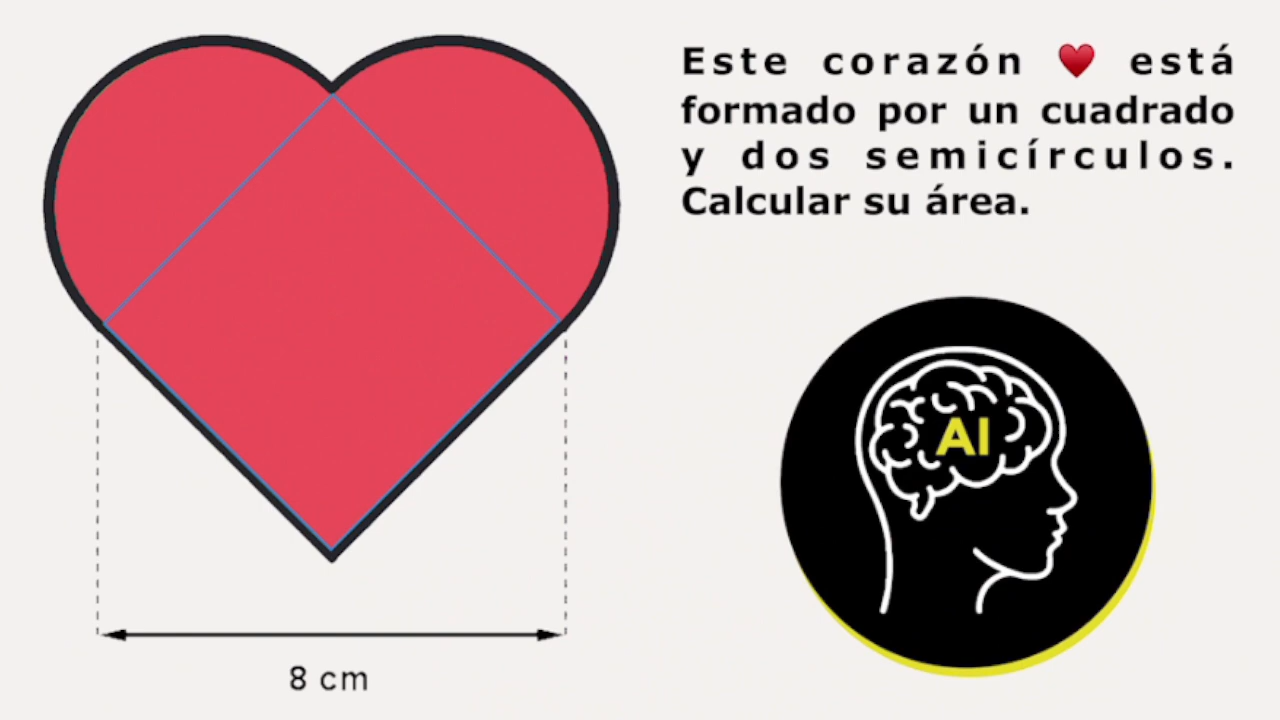 Este corazón ♥ está
formado por un cuadrado
y dos semicírculos.
Calcular su área.
AI
8 cm